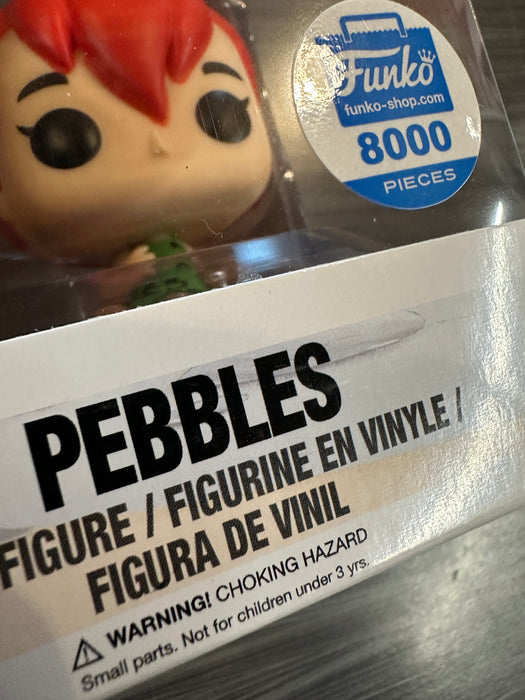 Funko
funko-shop.com
8000
PIECES
PEBBLES
FIGURE / FIGURINE EN VINYLE /
FIGURA DE VINIL
WARNING! CHOKING HAZARD
Small parts. Not for children under 3 yrs.